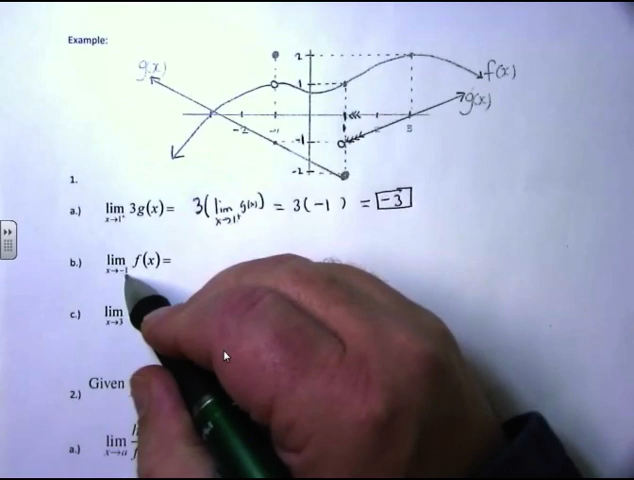 Example:
g(x)
2
1
-2 -1 3
-1
-2
f(x)
g(x)
1.
a.) lim x→1⁺ 3g(x) = 3(lim x→1⁺ g(x)) = 3(-1) = -3
b.) lim x→-1 f(x) =
c.) lim x→3
2.) Given
a.) lim x→a